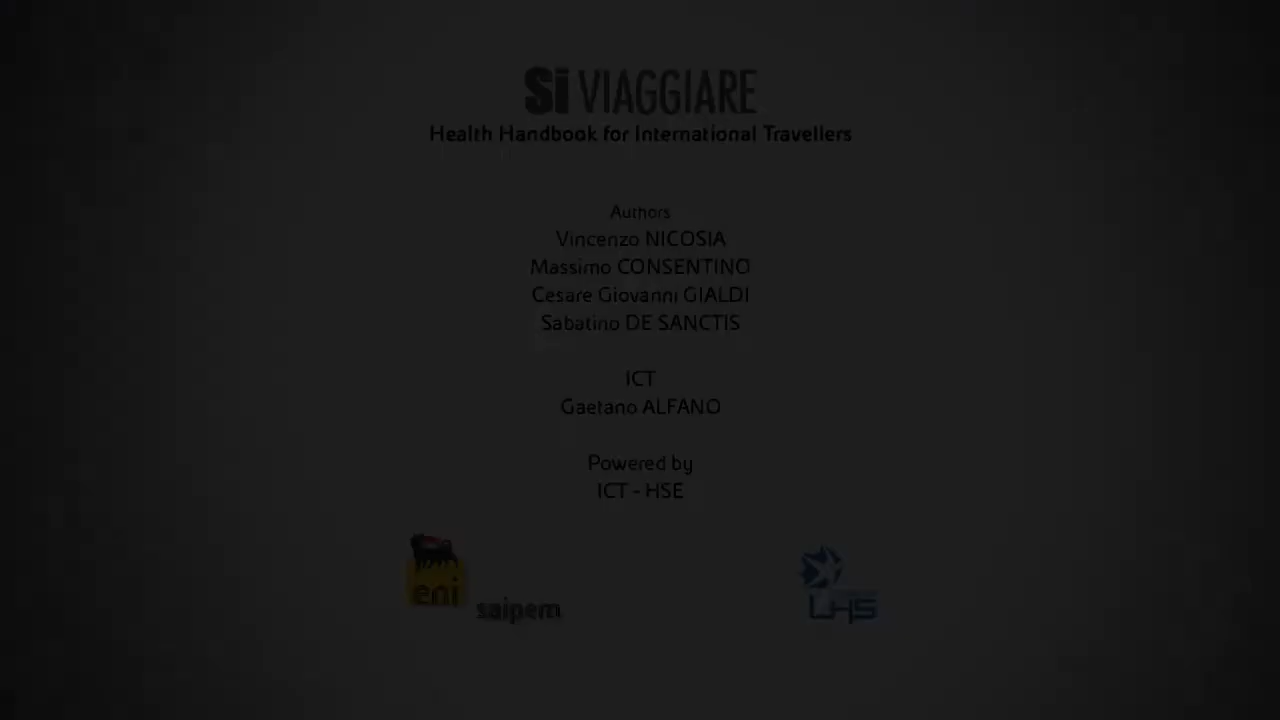 Si VIAGGIARE
Health Handbook for International Travellers
Authors
Vincenzo NICOSIA
Massimo CONSENTINO
Cesare Giovanni GIALDI
Sabatino DE SANCTIS
ICT
Gaetano ALFANO
Powered by
ICT - HSE
eni
saipem
LHS